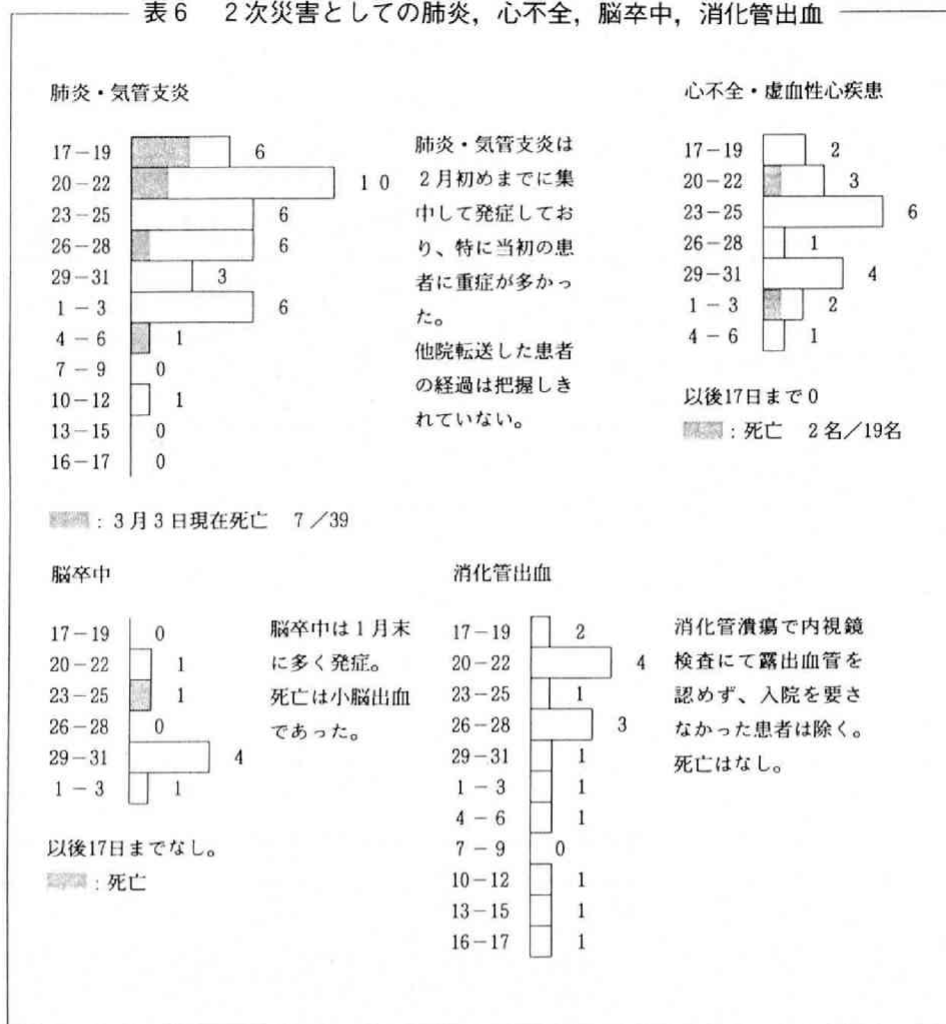 表6 2次災害としての肺炎，心不全，脳卒中，消化管出血
肺炎・気管支炎
17－19 6
20－22 10
23－25 6
26－28 6
29－31 3
1－3 6
4－6 1
7－9 0
10－12 1
13－15 0
16－17 0
肺炎・気管支炎は
2月初めまでに集
中して発症してお
り、特に当初の患
者に重症が多かっ
た。
他院転送した患者
の経過は把握しき
れていない。
：3月3日現在死亡 7／39
心不全・虚血性心疾患
17－19 2
20－22 3
23－25 6
26－28 1
29－31 4
1－3 2
4－6 1
以後17日まで0
：死亡 2名／19名
脳卒中
17－19 0
20－22 1
23－25 1
26－28 0
29－31 4
1－3 1
脳卒中は1月末
に多く発症。
死亡は小脳出血
であった。
以後17日までなし。
：死亡
消化管出血
17－19 2
20－22 4
23－25 1
26－28 3
29－31 1
1－3 1
4－6 1
7－9 0
10－12 1
13－15 1
16－17 1
消化管潰瘍で内視鏡
検査にて露出血管を
認めず、入院を要さ
なかった患者は除く。
死亡はなし。